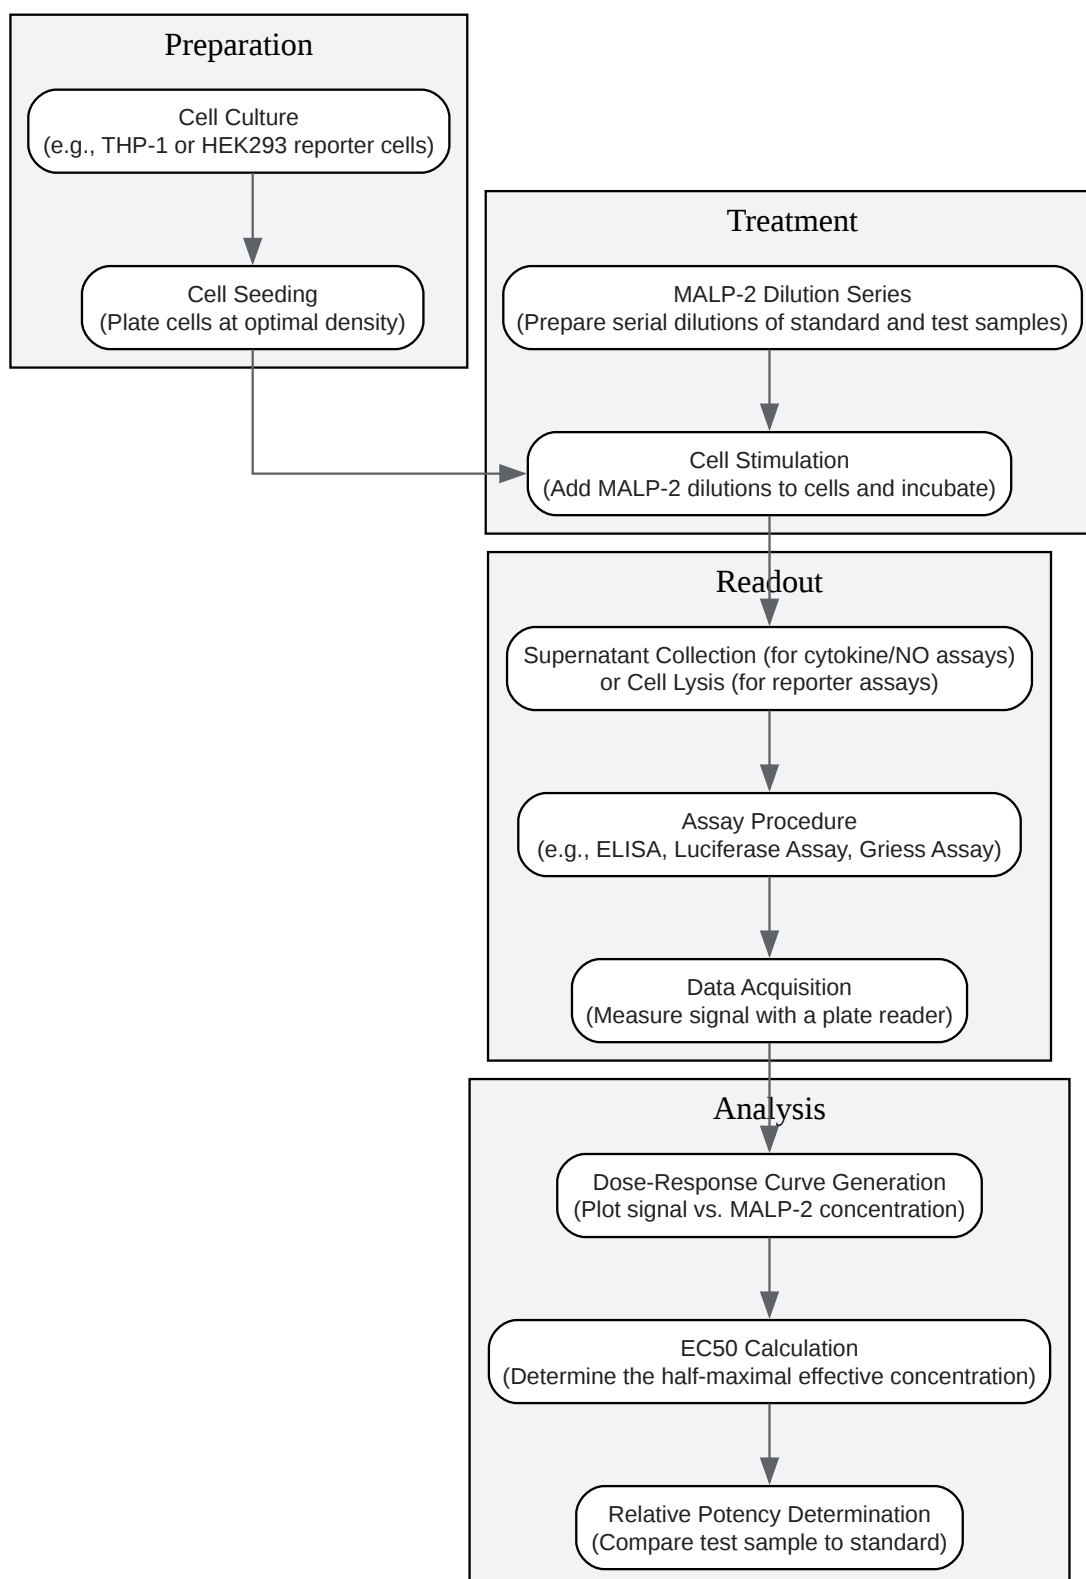 Preparation
Cell Culture
(e.g., THP-1 or HEK293 reporter cells)
Cell Seeding
(Plate cells at optimal density)
Treatment
MALP-2 Dilution Series
(Prepare serial dilutions of standard and test samples)
Cell Stimulation
(Add MALP-2 dilutions to cells and incubate)
Readout
Supernatant Collection (for cytokine/NO assays)
or Cell Lysis (for reporter assays)
Assay Procedure
(e.g., ELISA, Luciferase Assay, Griess Assay)
Data Acquisition
(Measure signal with a plate reader)
Analysis
Dose-Response Curve Generation
(Plot signal vs. MALP-2 concentration)
EC50 Calculation
(Determine the half-maximal effective concentration)
Relative Potency Determination
(Compare test sample to standard)